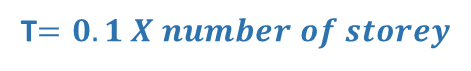 T= 0.1 X number of storey